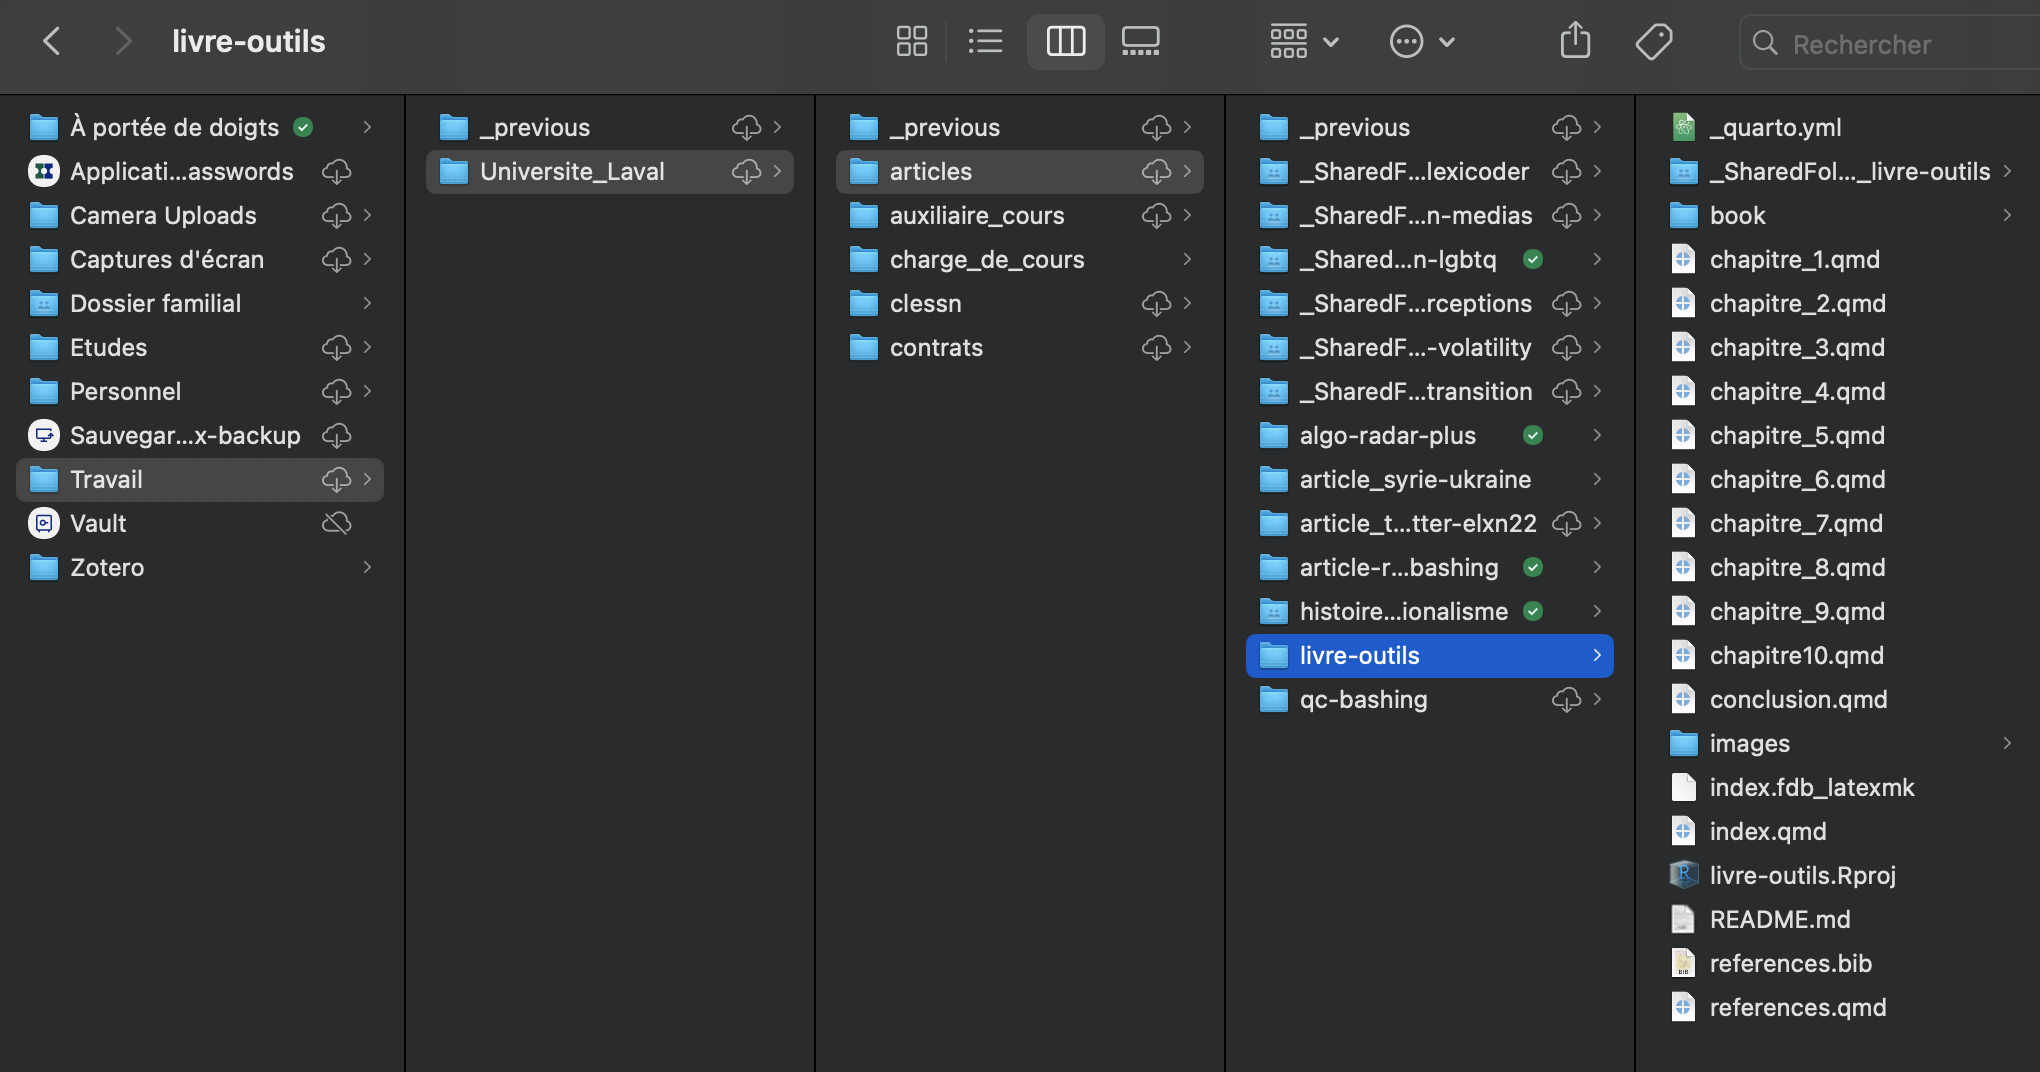 livre-outils
Rechercher
À portée de doigts
Applicati...asswords
Camera Uploads
Captures d'écran
Dossier familial
Etudes
Personnel
Sauvegar...x-backup
Travail
Vault
Zotero
_previous
Universite_Laval
_previous
articles
auxiliaire_cours
charge_de_cours
clessn
contrats
_previous
_SharedF...lexicoder
_SharedF...n-medias
_Shared...n-lgbtq
_SharedF...rceptions
_SharedF...-volatility
_SharedF...transition
algo-radar-plus
article_syrie-ukraine
article_t...tter-elxn22
article-r...bashing
histoire...ionalisme
livre-outils
qc-bashing
_quarto.yml
_SharedFol..._livre-outils
book
chapitre_1.qmd
chapitre_2.qmd
chapitre_3.qmd
chapitre_4.qmd
chapitre_5.qmd
chapitre_6.qmd
chapitre_7.qmd
chapitre_8.qmd
chapitre_9.qmd
chapitre10.qmd
conclusion.qmd
images
index.fdb_latexmk
index.qmd
livre-outils.Rproj
README.md
references.bib
references.qmd